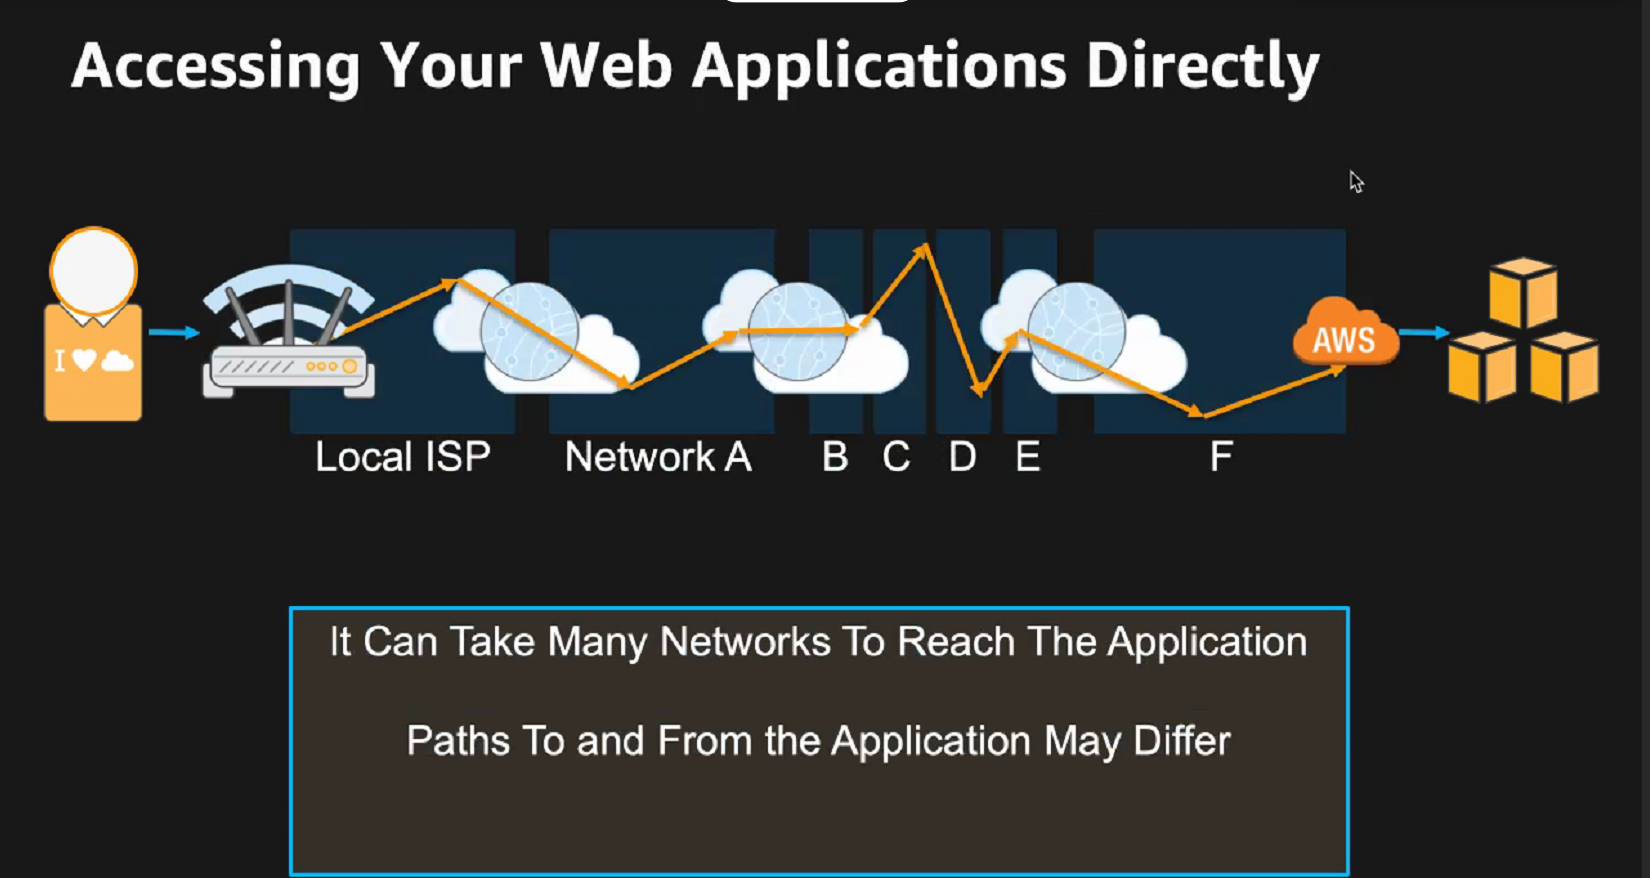 Accessing Your Web Applications Directly
I
AWS
Local ISP
Network A
B
C
D
E
F
It Can Take Many Networks To Reach The Application
Paths To and From the Application May Differ